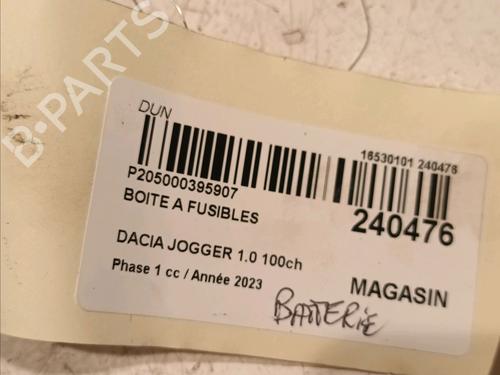 B-PARTS
DUN
16530101 240476
P205000395907
BOITE A FUSIBLES
240476
DACIA JOGGER 1.0 100ch
Phase 1 cc / Année 2023
MAGASIN
BATTERIE